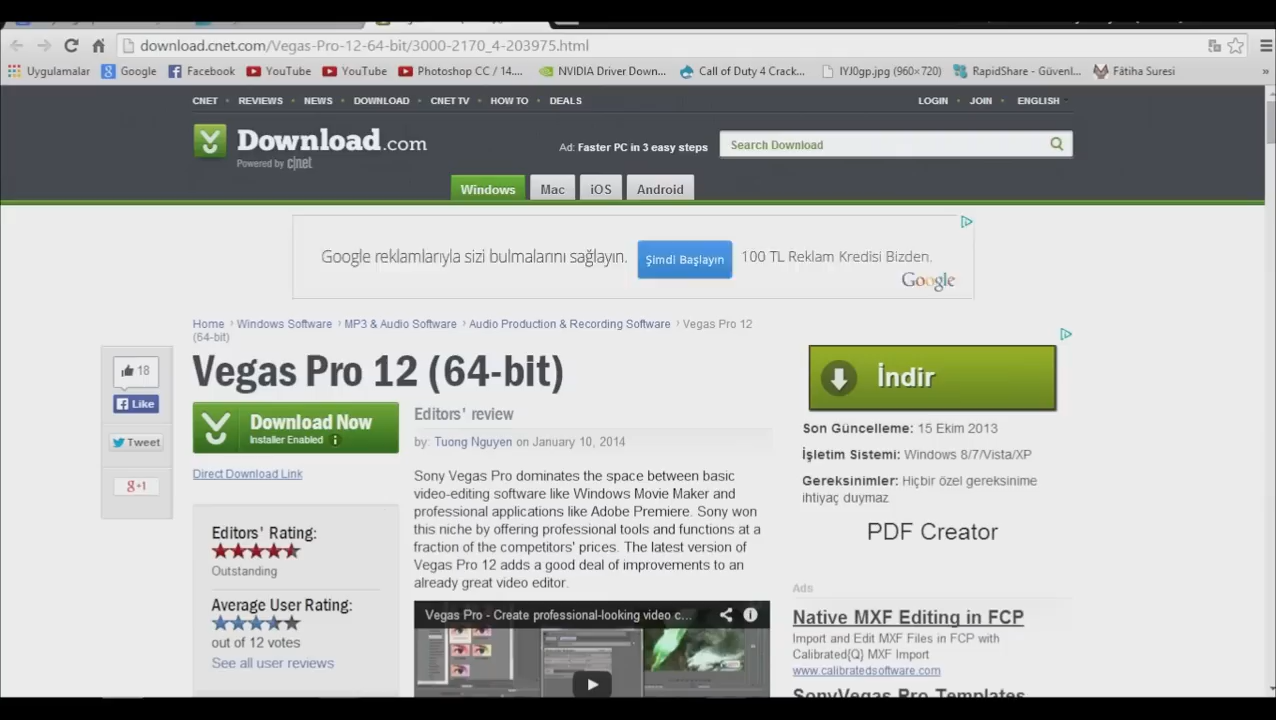 download.cnet.com/Vegas-Pro-12-64-bit/3000-2170_4-203975.html
Uygulamalar Google Facebook YouTube YouTube Photoshop CC / 14.... NVIDIA Driver Down... Call of Duty 4 Crack... IYJ0gp.jpg (960×720) RapidShare - Güvenl... Fâtiha Suresi »
CNET REVIEWS NEWS DOWNLOAD CNET TV HOW TO DEALS LOGIN JOIN ENGLISH
Download.com
Powered by c|net
Ad: Faster PC in 3 easy steps
Search Download
Windows Mac iOS Android
Google reklamlarıyla sizi bulmalarını sağlayın. Şimdi Başlayın 100 TL Reklam Kredisi Bizden.
Google
Home › Windows Software › MP3 & Audio Software › Audio Production & Recording Software › Vegas Pro 12
(64-bit)
18
Like
Tweet
g+1
Vegas Pro 12 (64-bit)
Download Now
Installer Enabled i
Direct Download Link
Editors' Rating:
Outstanding
Average User Rating:
out of 12 votes
See all user reviews
Editors' review
by: Tuong Nguyen on January 10, 2014
Sony Vegas Pro dominates the space between basic
video-editing software like Windows Movie Maker and
professional applications like Adobe Premiere. Sony won
this niche by offering professional tools and functions at a
fraction of the competitors' prices. The latest version of
Vegas Pro 12 adds a good deal of improvements to an
already great video editor.
Vegas Pro - Create professional-looking video c...
İndir
Son Güncelleme: 15 Ekim 2013
İşletim Sistemi: Windows 8/7/Vista/XP
Gereksinimler: Hiçbir özel gereksinime
ihtiyaç duymaz
PDF Creator
Ads
Native MXF Editing in FCP
Import and Edit MXF Files in FCP with
Calibrated{Q} MXF Import
www.calibratedsoftware.com
SonyVegas Pro Templates